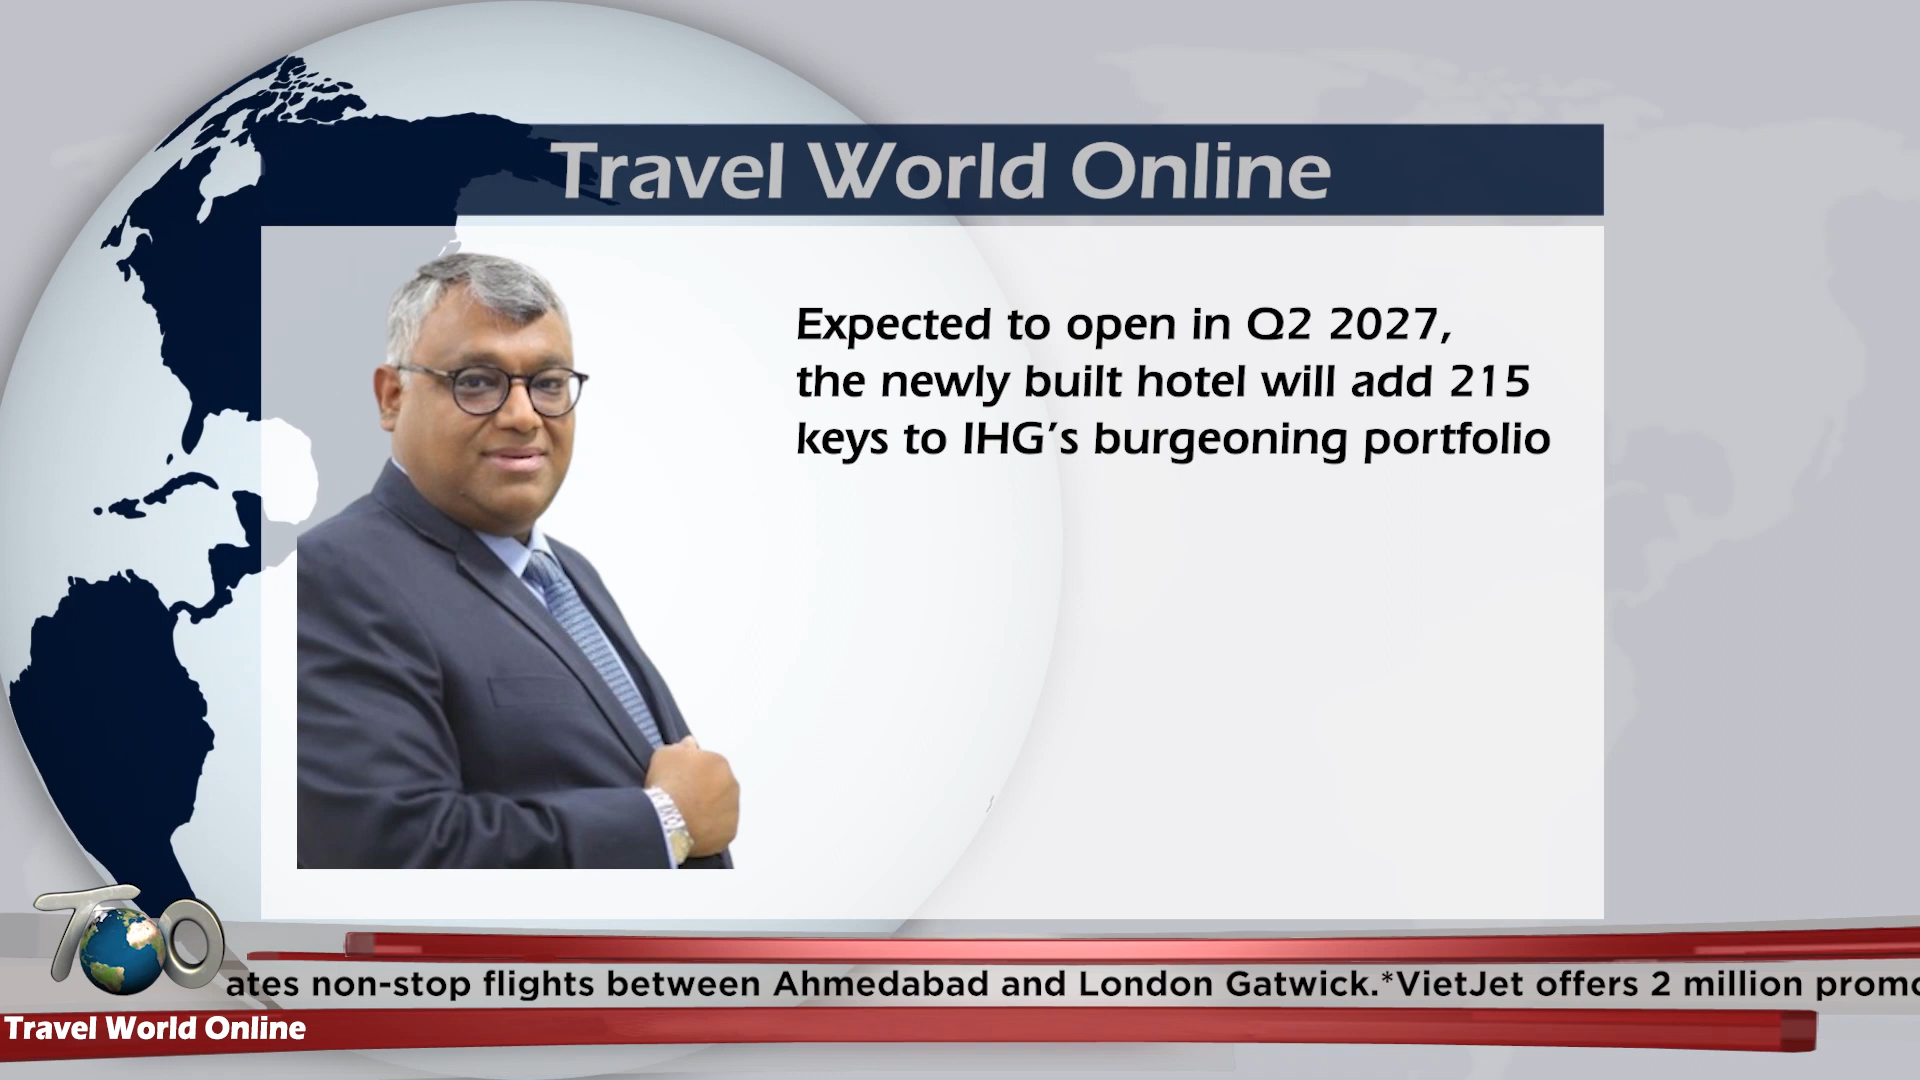 Travel World Online
Expected to open in Q2 2027,
the newly built hotel will add 215
keys to IHG’s burgeoning portfolio
ates non-stop flights between Ahmedabad and London Gatwick.*VietJet offers 2 million promo
Travel World Online